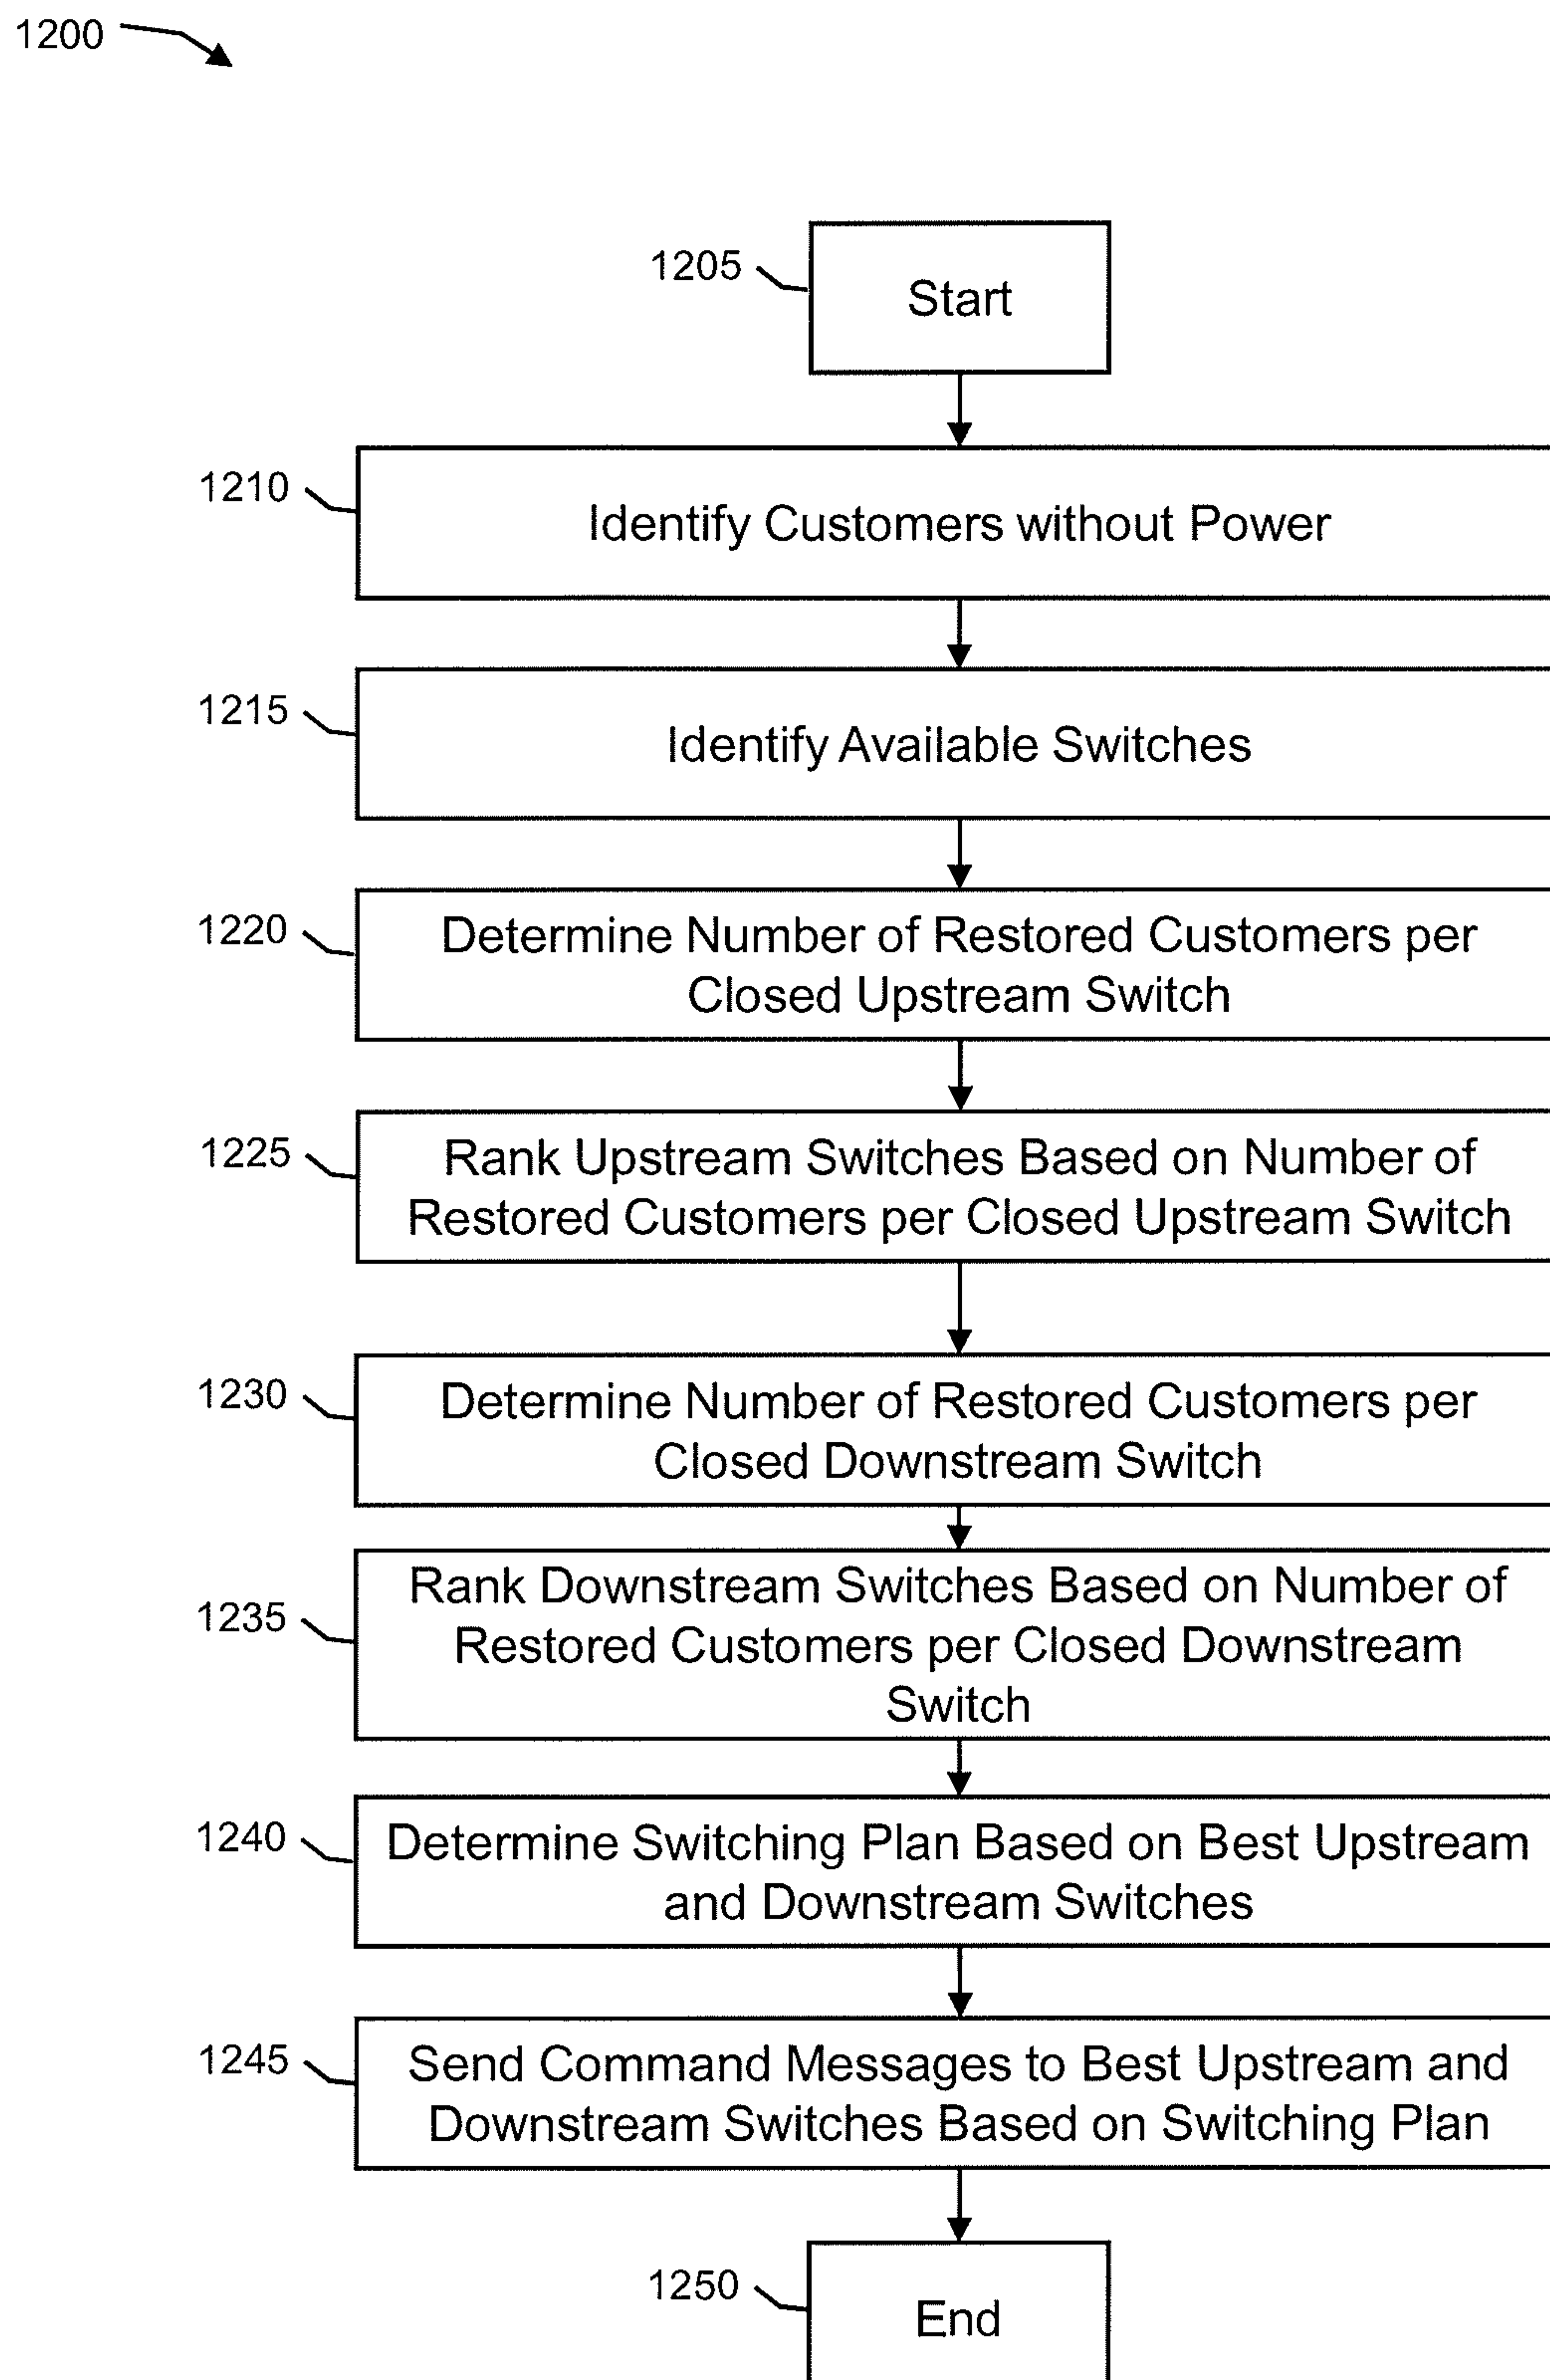 1200
1205
Start
1210
Identify Customers without Power
1215
Identify Available Switches
1220
Determine Number of Restored Customers per
Closed Upstream Switch
1225
Rank Upstream Switches Based on Number of
Restored Customers per Closed Upstream Switch
1230
Determine Number of Restored Customers per
Closed Downstream Switch
1235
Rank Downstream Switches Based on Number of
Restored Customers per Closed Downstream
Switch
1240
Determine Switching Plan Based on Best Upstream
and Downstream Switches
1245
Send Command Messages to Best Upstream and
Downstream Switches Based on Switching Plan
1250
End